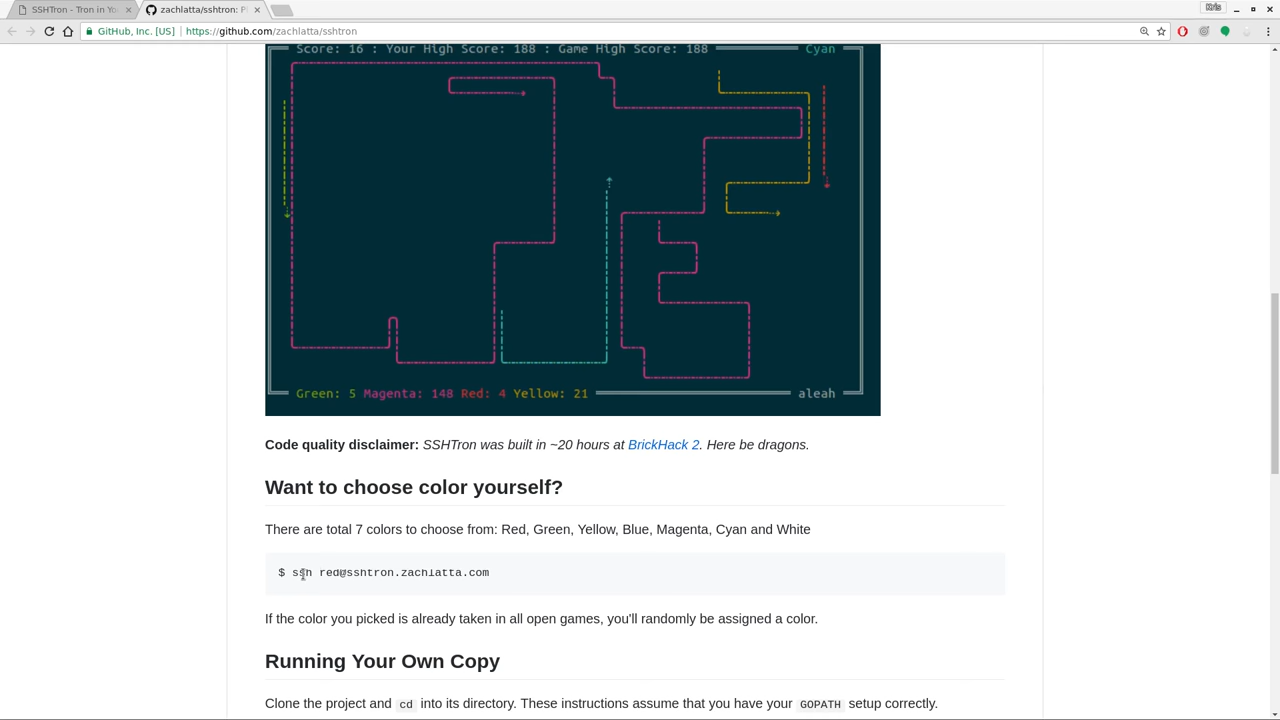 SSHTron - Tron in Yo
zachlatta/sshtron: Pl
Kris
GitHub, Inc. [US] https://github.com/zachlatta/sshtron
Score: 16 : Your High Score: 188 : Game High Score: 188 Cyan
Green: 5 Magenta: 148 Red: 4 Yellow: 21 aleah
Code quality disclaimer: SSHTron was built in ~20 hours at BrickHack 2. Here be dragons.
Want to choose color yourself?
There are total 7 colors to choose from: Red, Green, Yellow, Blue, Magenta, Cyan and White
$ ssh red@sshtron.zachlatta.com
If the color you picked is already taken in all open games, you'll randomly be assigned a color.
Running Your Own Copy
Clone the project and cd into its directory. These instructions assume that you have your GOPATH setup correctly.